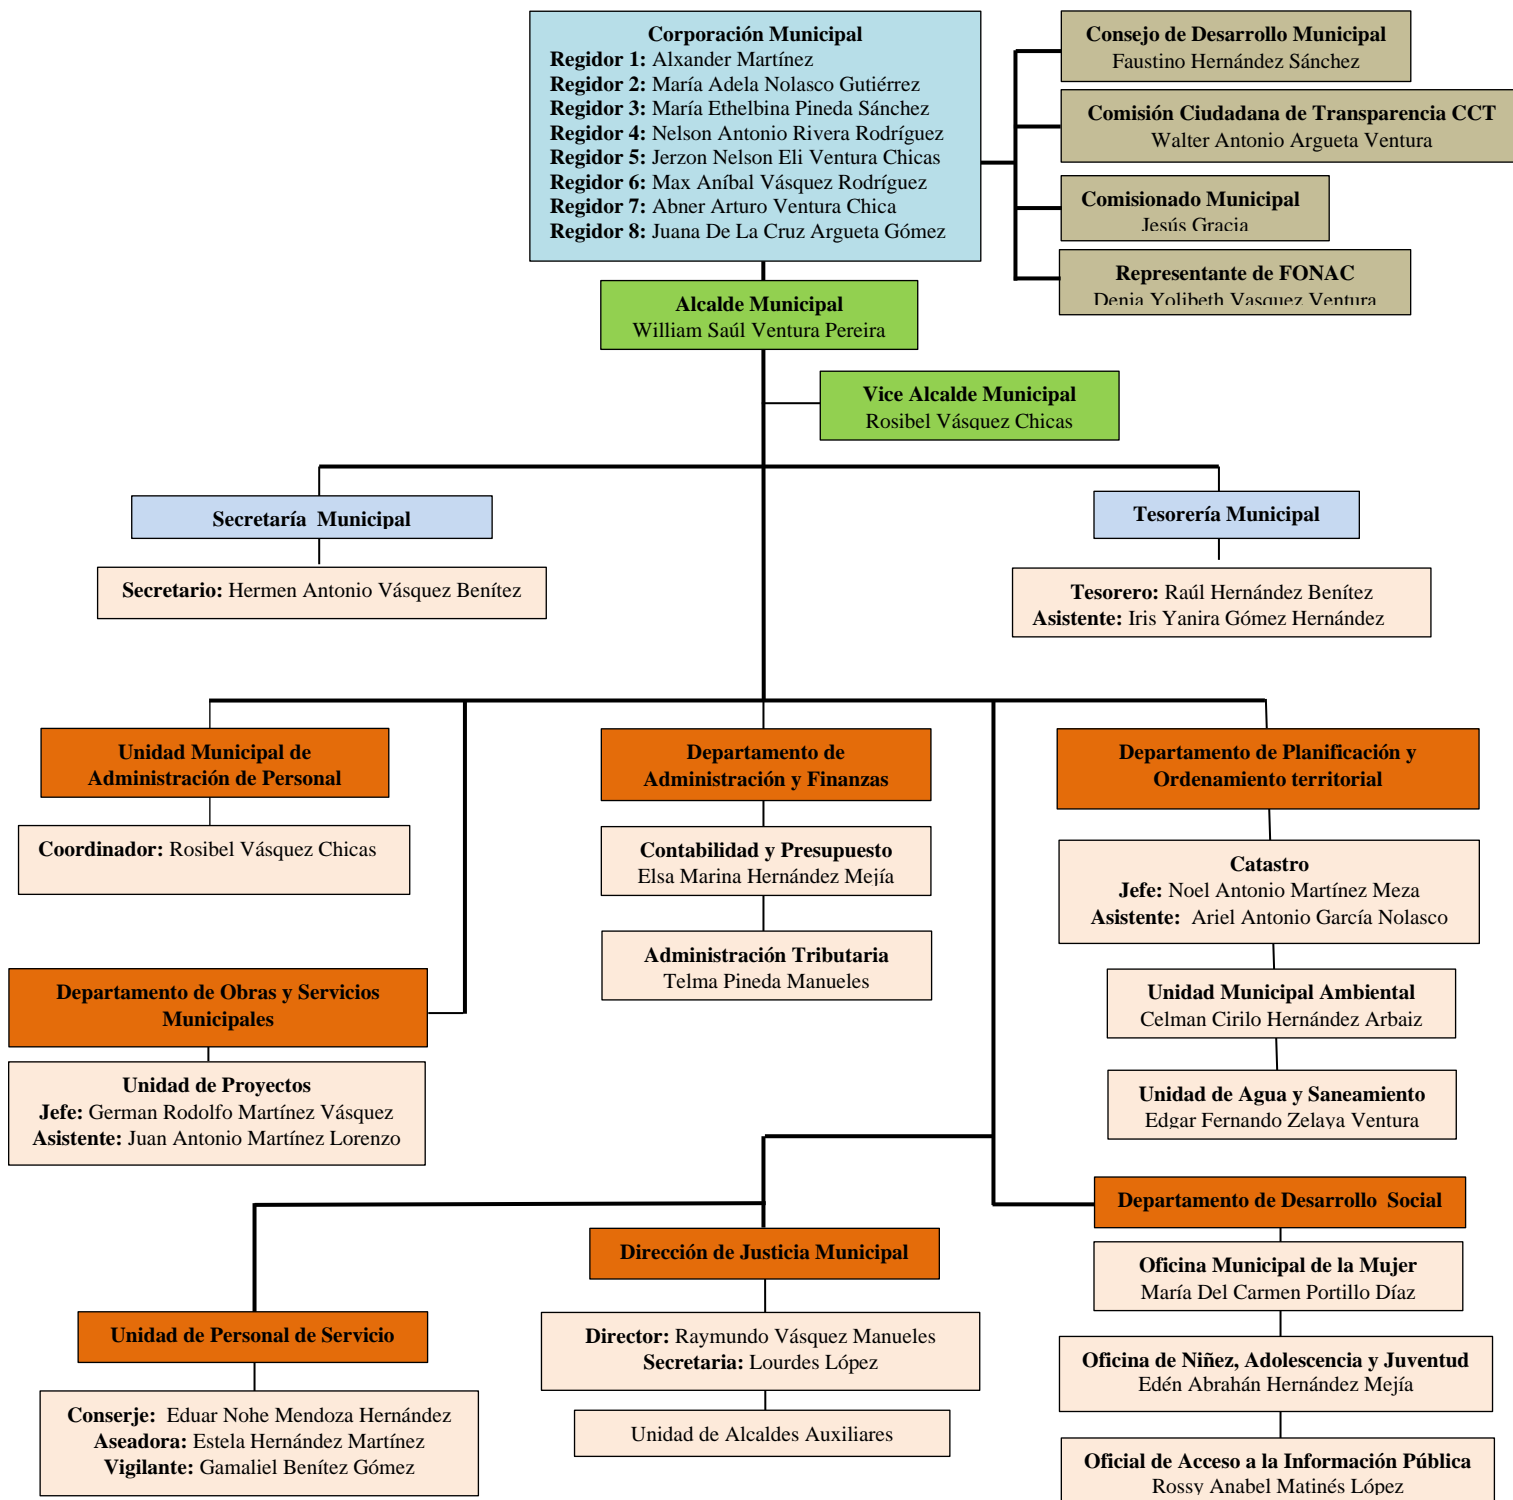 Corporación Municipal
Regidor 1: Alxander Martínez
Regidor 2: María Adela Nolasco Gutiérrez
Regidor 3: María Ethelbina Pineda Sánchez
Regidor 4: Nelson Antonio Rivera Rodríguez
Regidor 5: Jerzon Nelson Eli Ventura Chicas
Regidor 6: Max Aníbal Vásquez Rodríguez
Regidor 7: Abner Arturo Ventura Chica
Regidor 8: Juana De La Cruz Argueta Gómez
Consejo de Desarrollo Municipal
Faustino Hernández Sánchez
Comisión Ciudadana de Transparencia CCT
Walter Antonio Argueta Ventura
Comisionado Municipal
Jesús Gracia
Representante de FONAC
Denia Yolibeth Vasquez Ventura
Alcalde Municipal
William Saúl Ventura Pereira
Vice Alcalde Municipal
Rosibel Vásquez Chicas
Secretaría  Municipal
Secretario: Hermen Antonio Vásquez Benítez
Tesorería Municipal
Tesorero: Raúl Hernández Benítez
Asistente: Iris Yanira Gómez Hernández
Unidad Municipal de
Administración de Personal
Coordinador: Rosibel Vásquez Chicas
Departamento de
Administración y Finanzas
Contabilidad y Presupuesto
Elsa Marina Hernández Mejía
Administración Tributaria
Telma Pineda Manueles
Departamento de Planificación y
Ordenamiento territorial
Catastro
Jefe: Noel Antonio Martínez Meza
Asistente:  Ariel Antonio García Nolasco
Unidad Municipal Ambiental
Celman Cirilo Hernández Arbaiz
Unidad de Agua y Saneamiento
Edgar Fernando Zelaya Ventura
Departamento de Obras y Servicios
Municipales
Unidad de Proyectos
Jefe: German Rodolfo Martínez Vásquez
Asistente: Juan Antonio Martínez Lorenzo
Unidad de Personal de Servicio
Conserje:  Eduar Nohe Mendoza Hernández
Aseadora: Estela Hernández Martínez
Vigilante: Gamaliel Benítez Gómez
Dirección de Justicia Municipal
Director: Raymundo Vásquez Manueles
Secretaria: Lourdes López
Unidad de Alcaldes Auxiliares
Departamento de Desarrollo  Social
Oficina Municipal de la Mujer
María Del Carmen Portillo Díaz
Oficina de Niñez, Adolescencia y Juventud
Edén Abrahán Hernández Mejía
Oficial de Acceso a la Información Pública
Rossy Anabel Matinés López